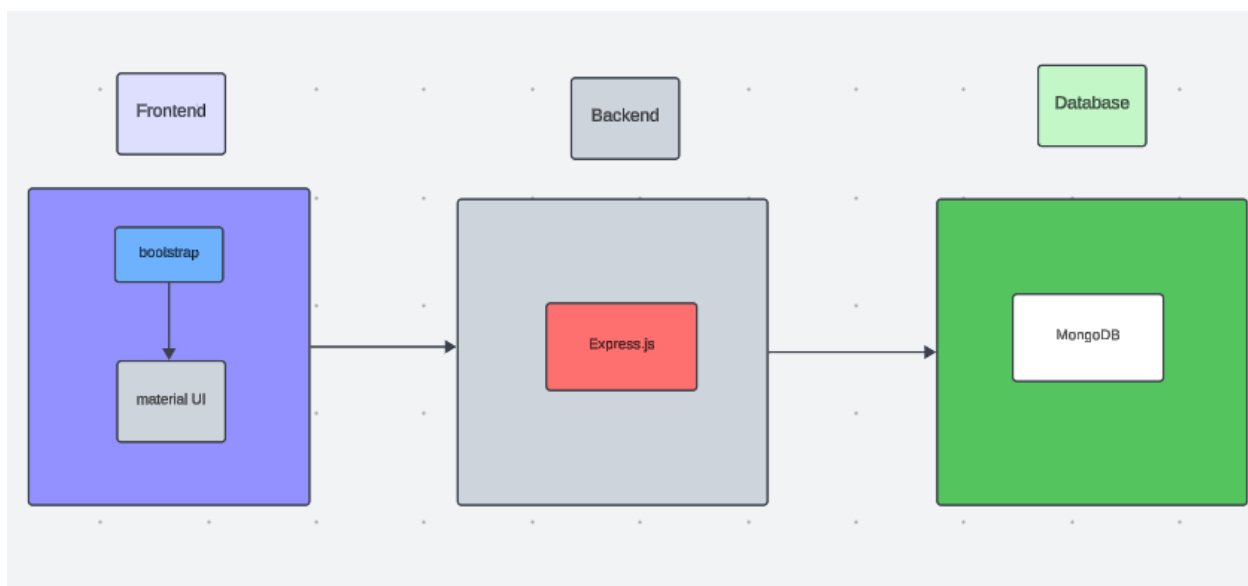 Frontend
Backend
Database
bootstrap
material UI
Express.js
MongoDB